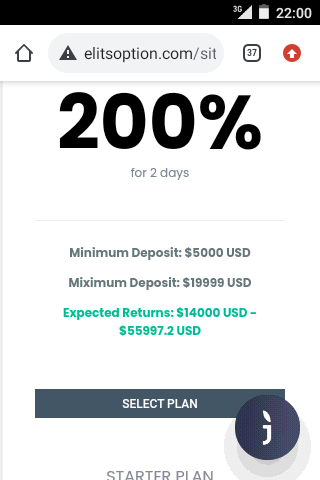 3G 22:00
elitsoption.com/sit 37
200%
for 2 days
Minimum Deposit: $5000 USD
Miximum Deposit: $19999 USD
Expected Returns: $14000 USD -
$55997.2 USD
SELECT PLAN
STARTER PLAN